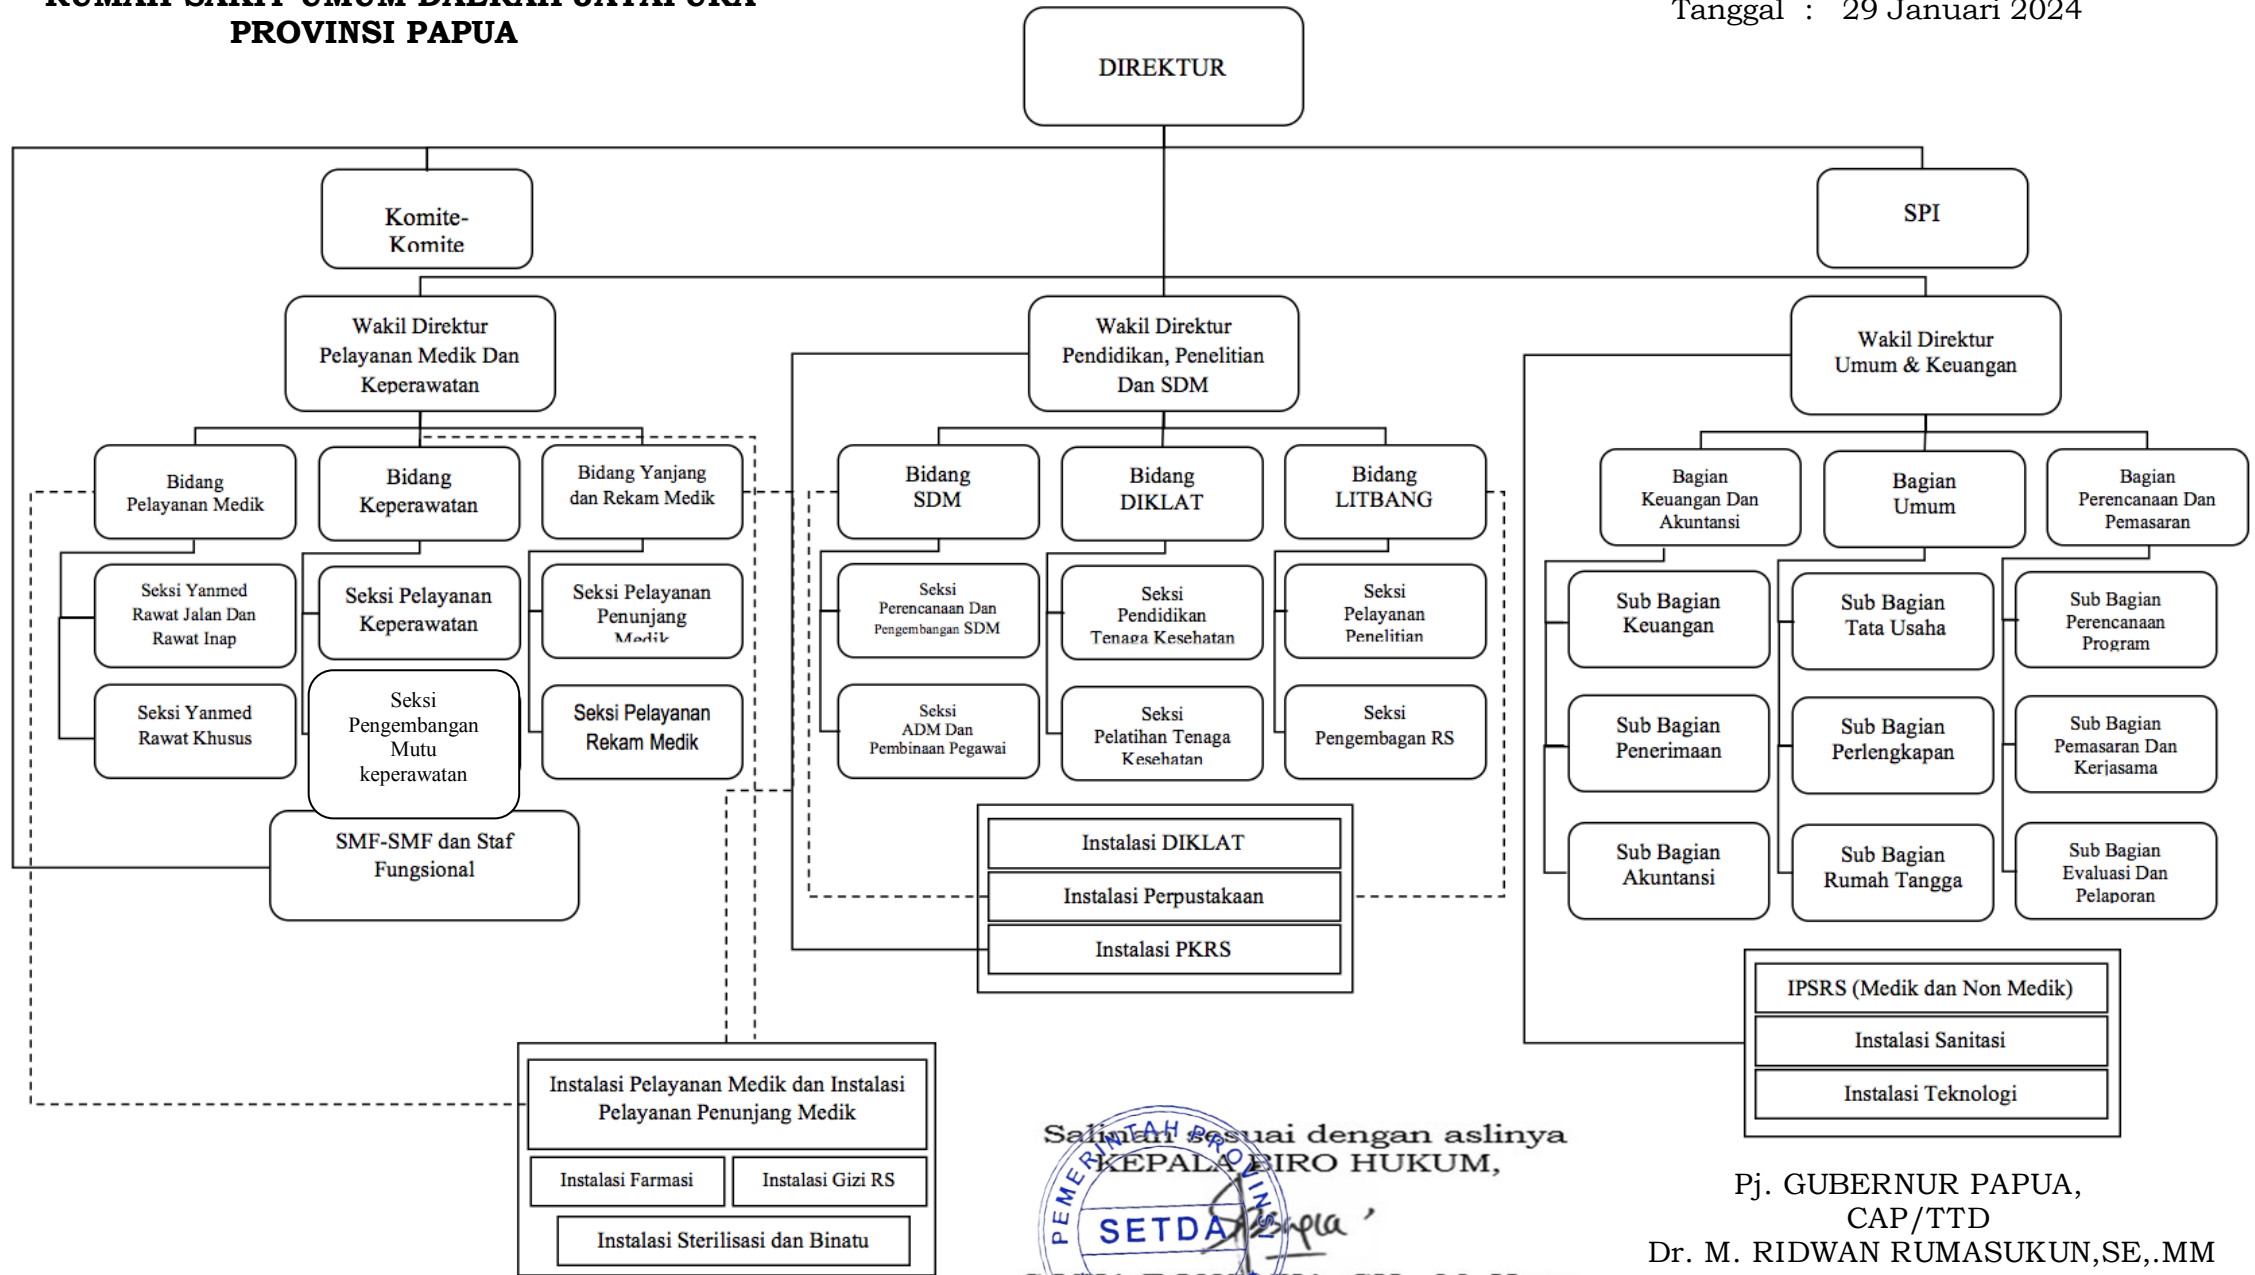 RUMAH SAKIT UMUM DAERAH JAYAPURA
PROVINSI PAPUA
Tanggal : 29 Januari 2024
DIREKTUR
Komite-
Komite
SPI
Wakil Direktur
Pelayanan Medik Dan
Keperawatan
Wakil Direktur
Pendidikan, Penelitian
Dan SDM
Wakil Direktur
Umum & Keuangan
Bidang
Pelayanan Medik
Bidang
Keperawatan
Bidang Yanjang
dan Rekam Medik
Bidang
SDM
Bidang
DIKLAT
Bidang
LITBANG
Bagian
Keuangan Dan
Akuntansi
Bagian
Umum
Bagian
Perencanaan Dan
Pemasaran
Seksi Yanmed
Rawat Jalan Dan
Rawat Inap
Seksi Pelayanan
Keperawatan
Seksi Pelayanan
Penunjang
Medik
Seksi
Perencanaan Dan
Pengembangan SDM
Seksi
Pendidikan
Tenaga Kesehatan
Seksi
Pelayanan
Penelitian
Sub Bagian
Keuangan
Sub Bagian
Tata Usaha
Sub Bagian
Perencanaan
Program
Seksi Yanmed
Rawat Khusus
Seksi
Pengembangan
Mutu
keperawatan
Seksi Pelayanan
Rekam Medik
Seksi
ADM Dan
Pembinaan Pegawai
Seksi
Pelatihan Tenaga
Kesehatan
Seksi
Pengembagan RS
Sub Bagian
Penerimaan
Sub Bagian
Perlengkapan
Sub Bagian
Pemasaran Dan
Kerjasama
SMF-SMF dan Staf
Fungsional
Instalasi DIKLAT
Instalasi Perpustakaan
Instalasi PKRS
Sub Bagian
Akuntansi
Sub Bagian
Rumah Tangga
Sub Bagian
Evaluasi Dan
Pelaporan
IPSRS (Medik dan Non Medik)
Instalasi Sanitasi
Instalasi Teknologi
Instalasi Pelayanan Medik dan Instalasi
Pelayanan Penunjang Medik
Instalasi Farmasi
Instalasi Gizi RS
Instalasi Sterilisasi dan Binatu
Salinan sesuai dengan aslinya
KEPALA BIRO HUKUM,
PEMERINTAH PROVINSI
SETDA
Pj. GUBERNUR PAPUA,
CAP/TTD
Dr. M. RIDWAN RUMASUKUN,SE,.MM